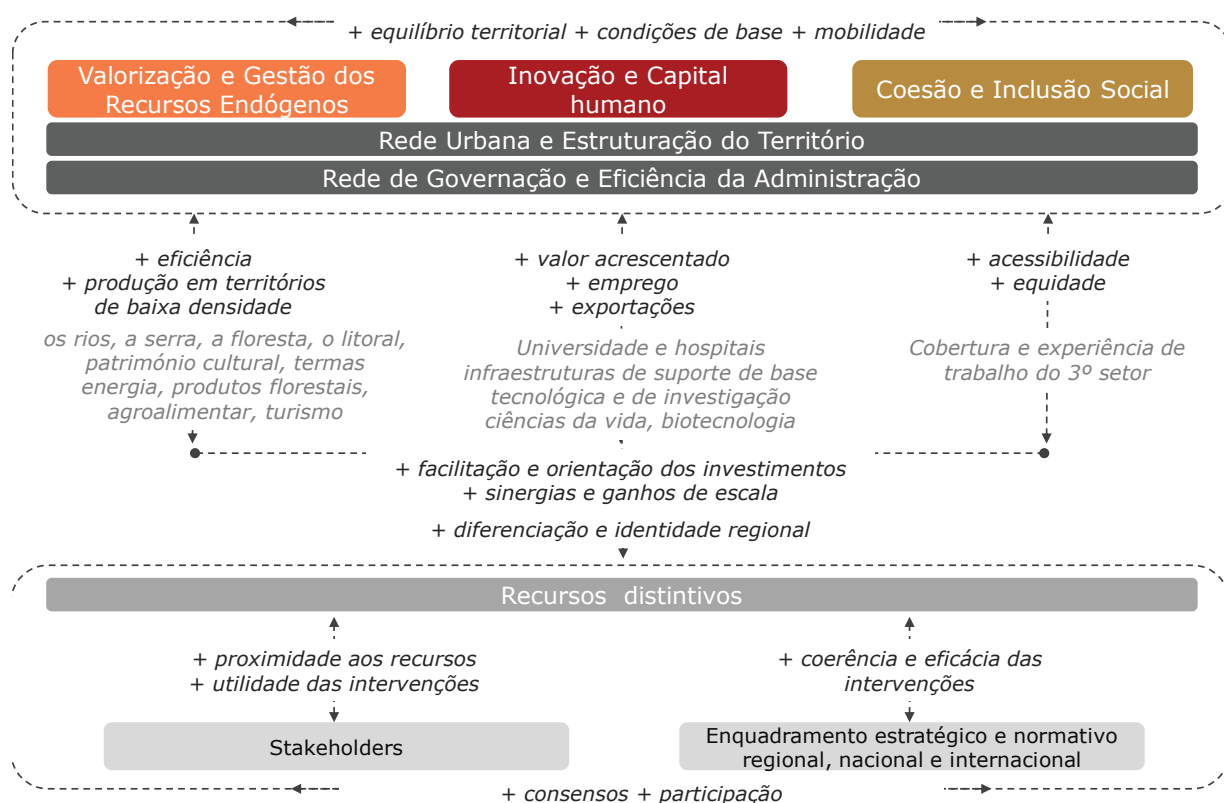 + equilíbrio territorial + condições de base + mobilidade
Valorização e Gestão dos
Recursos Endógenos
Inovação e Capital
humano
Coesão e Inclusão Social
Rede Urbana e Estruturação do Território
Rede de Governação e Eficiência da Administração
+ eficiência
+ produção em territórios
de baixa densidade
os rios, a serra, a floresta, o litoral,
património cultural, termas
energia, produtos florestais,
agroalimentar, turismo
+ valor acrescentado
+ emprego
+ exportações
Universidade e hospitais
infraestruturas de suporte de base
tecnológica e de investigação
ciências da vida, biotecnologia
+ acessibilidade
+ equidade
Cobertura e experiência de
trabalho do 3º setor
+ facilitação e orientação dos investimentos
+ sinergias e ganhos de escala
+ diferenciação e identidade regional
Recursos distintivos
+ proximidade aos recursos
+ utilidade das intervenções
+ coerência e eficácia das
intervenções
Stakeholders
Enquadramento estratégico e normativo
regional, nacional e internacional
+ consensos + participação